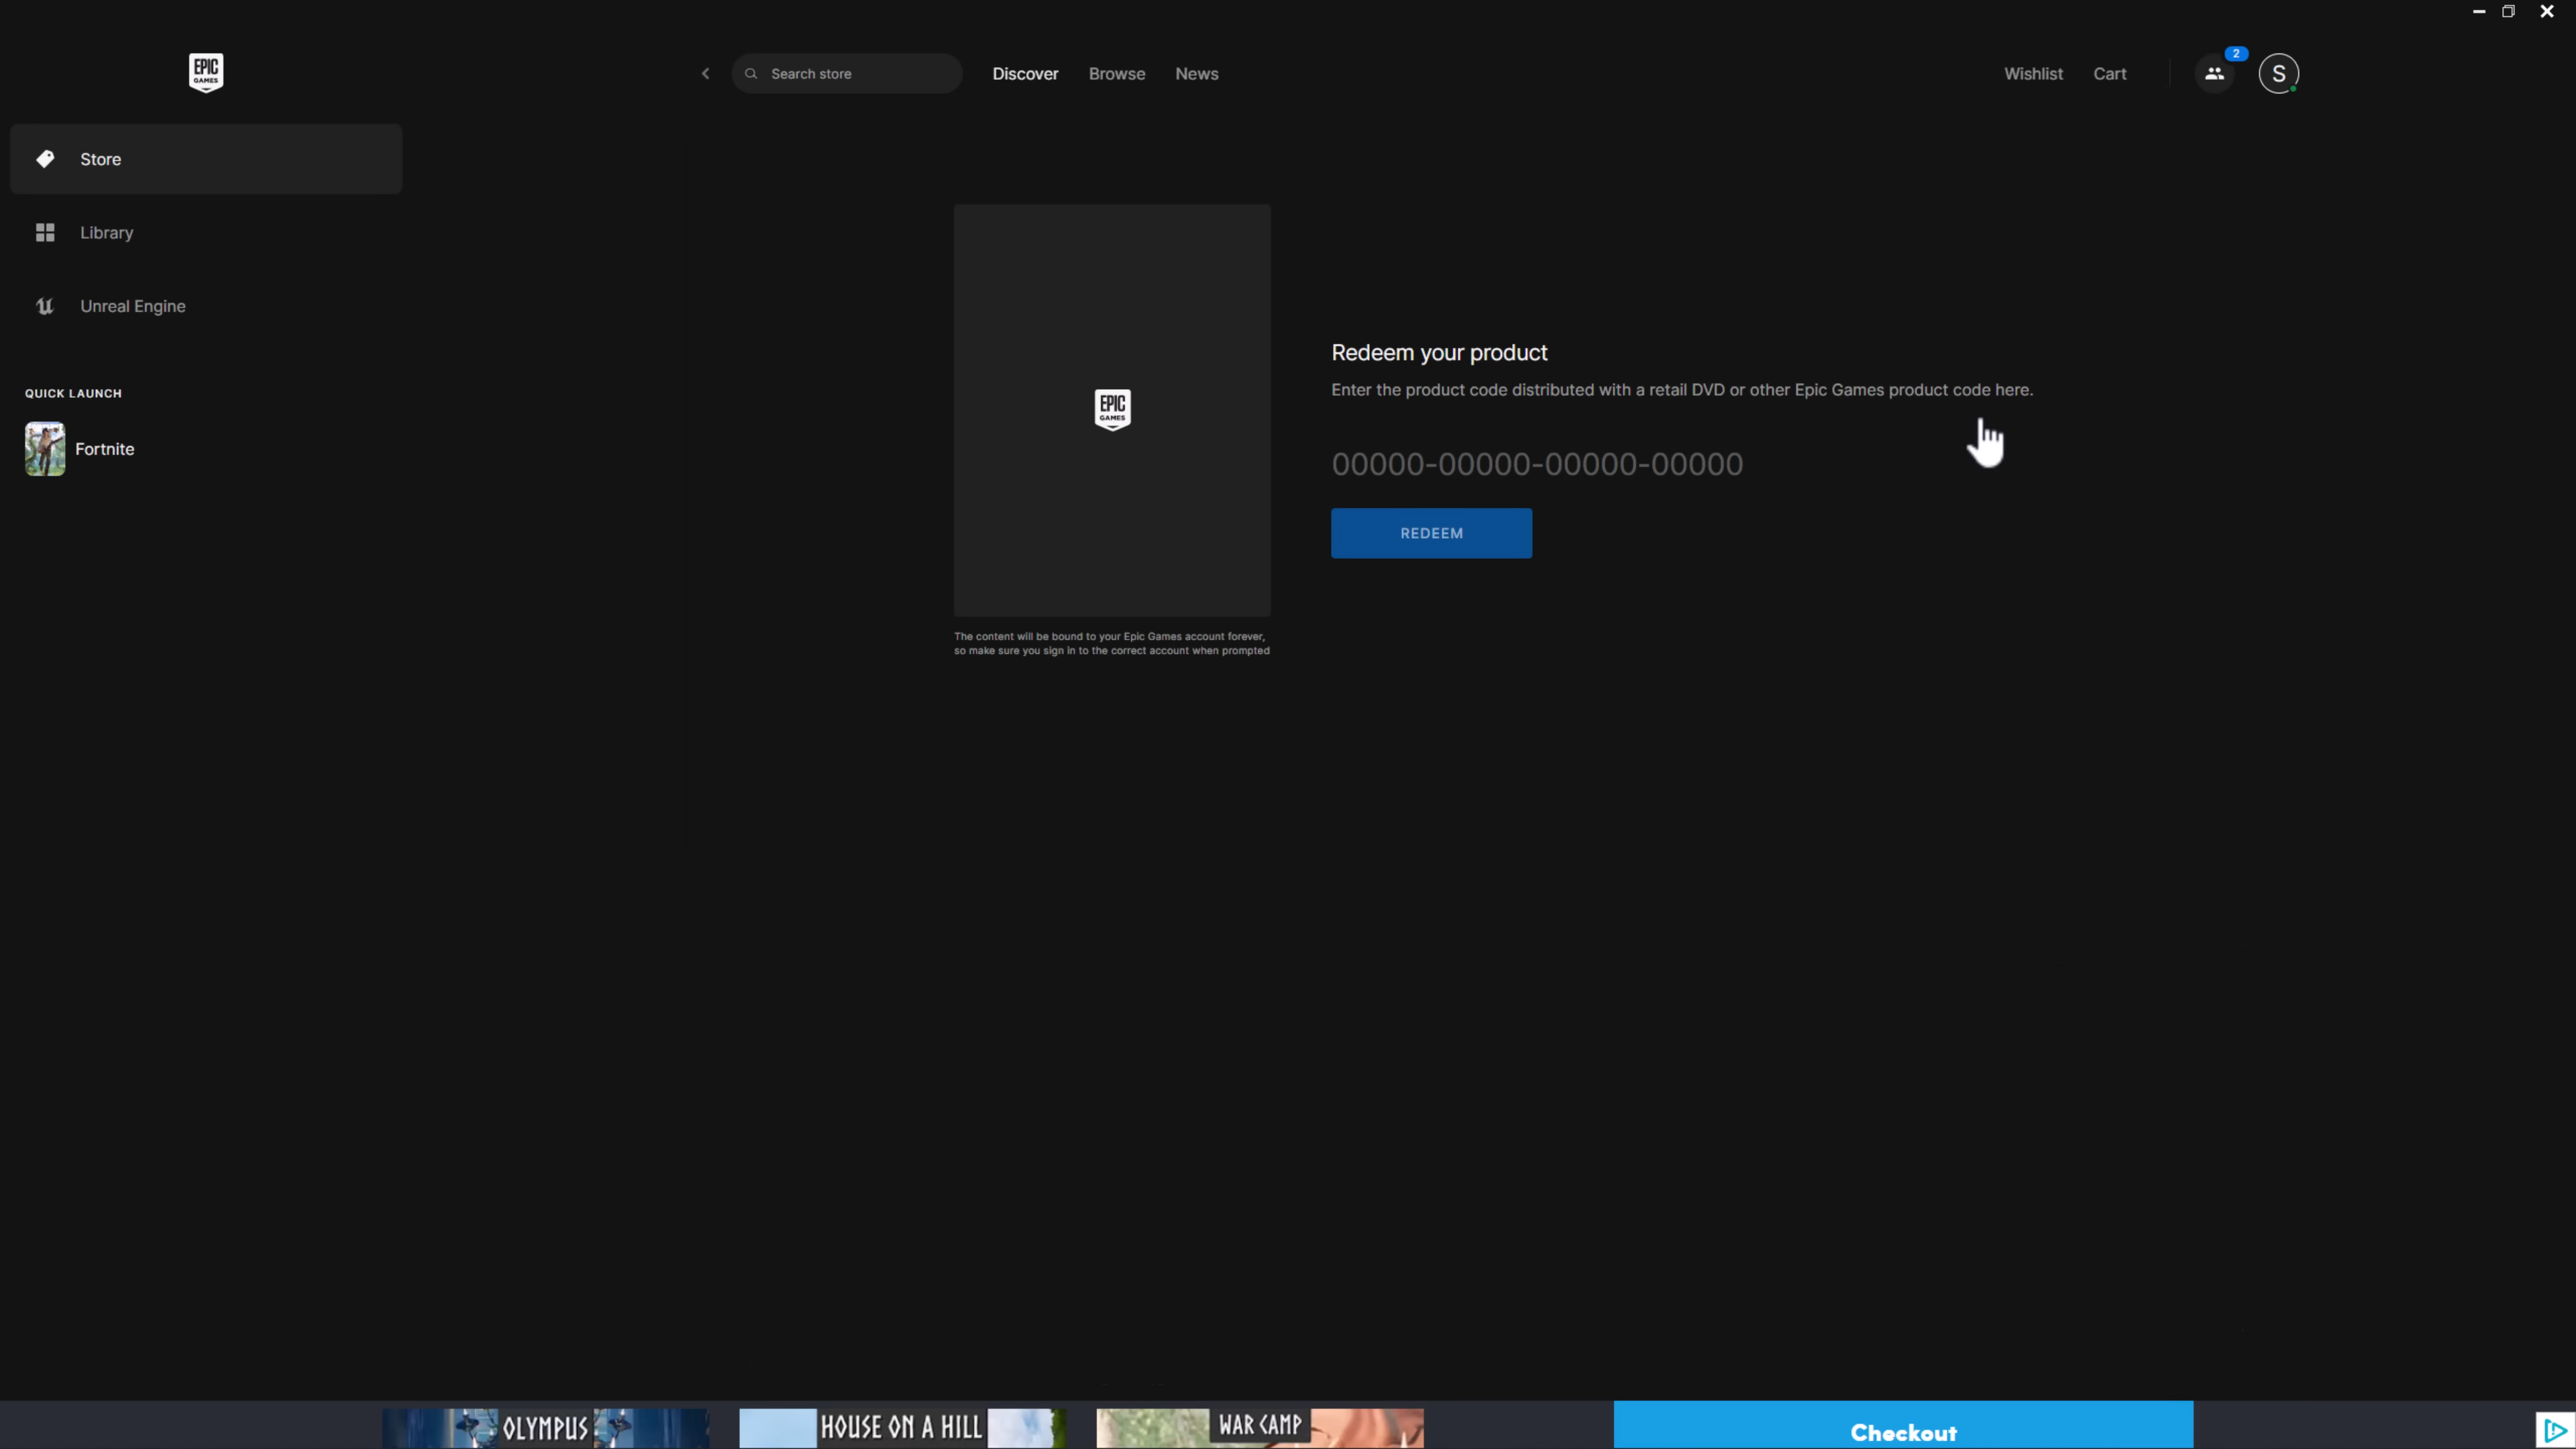 EPIC
GAMES
Search store
Discover
Browse
News
Wishlist
Cart
2
S
Store
Library
Unreal Engine
QUICK LAUNCH
Fortnite
EPIC
GAMES
Redeem your product
Enter the product code distributed with a retail DVD or other Epic Games product code here.
00000-00000-00000-00000
REDEEM
The content will be bound to your Epic Games account forever,
so make sure you sign in to the correct account when prompted
OLYMPUS
HOUSE ON A HILL
WAR CAMP
Checkout